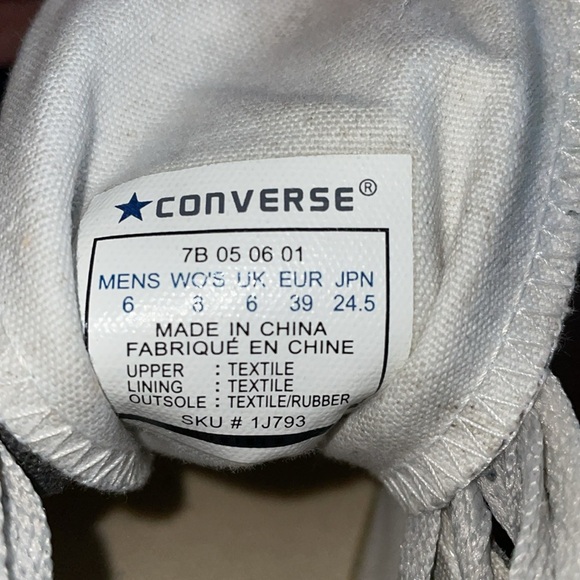 ★CONVERSE®
7B 05 06 01
MENS WO'S UK EUR JPN
6 8 6 39 24.5
MADE IN CHINA
FABRIQUÉ EN CHINE
UPPER : TEXTILE
LINING : TEXTILE
OUTSOLE : TEXTILE/RUBBER
SKU # 1J793